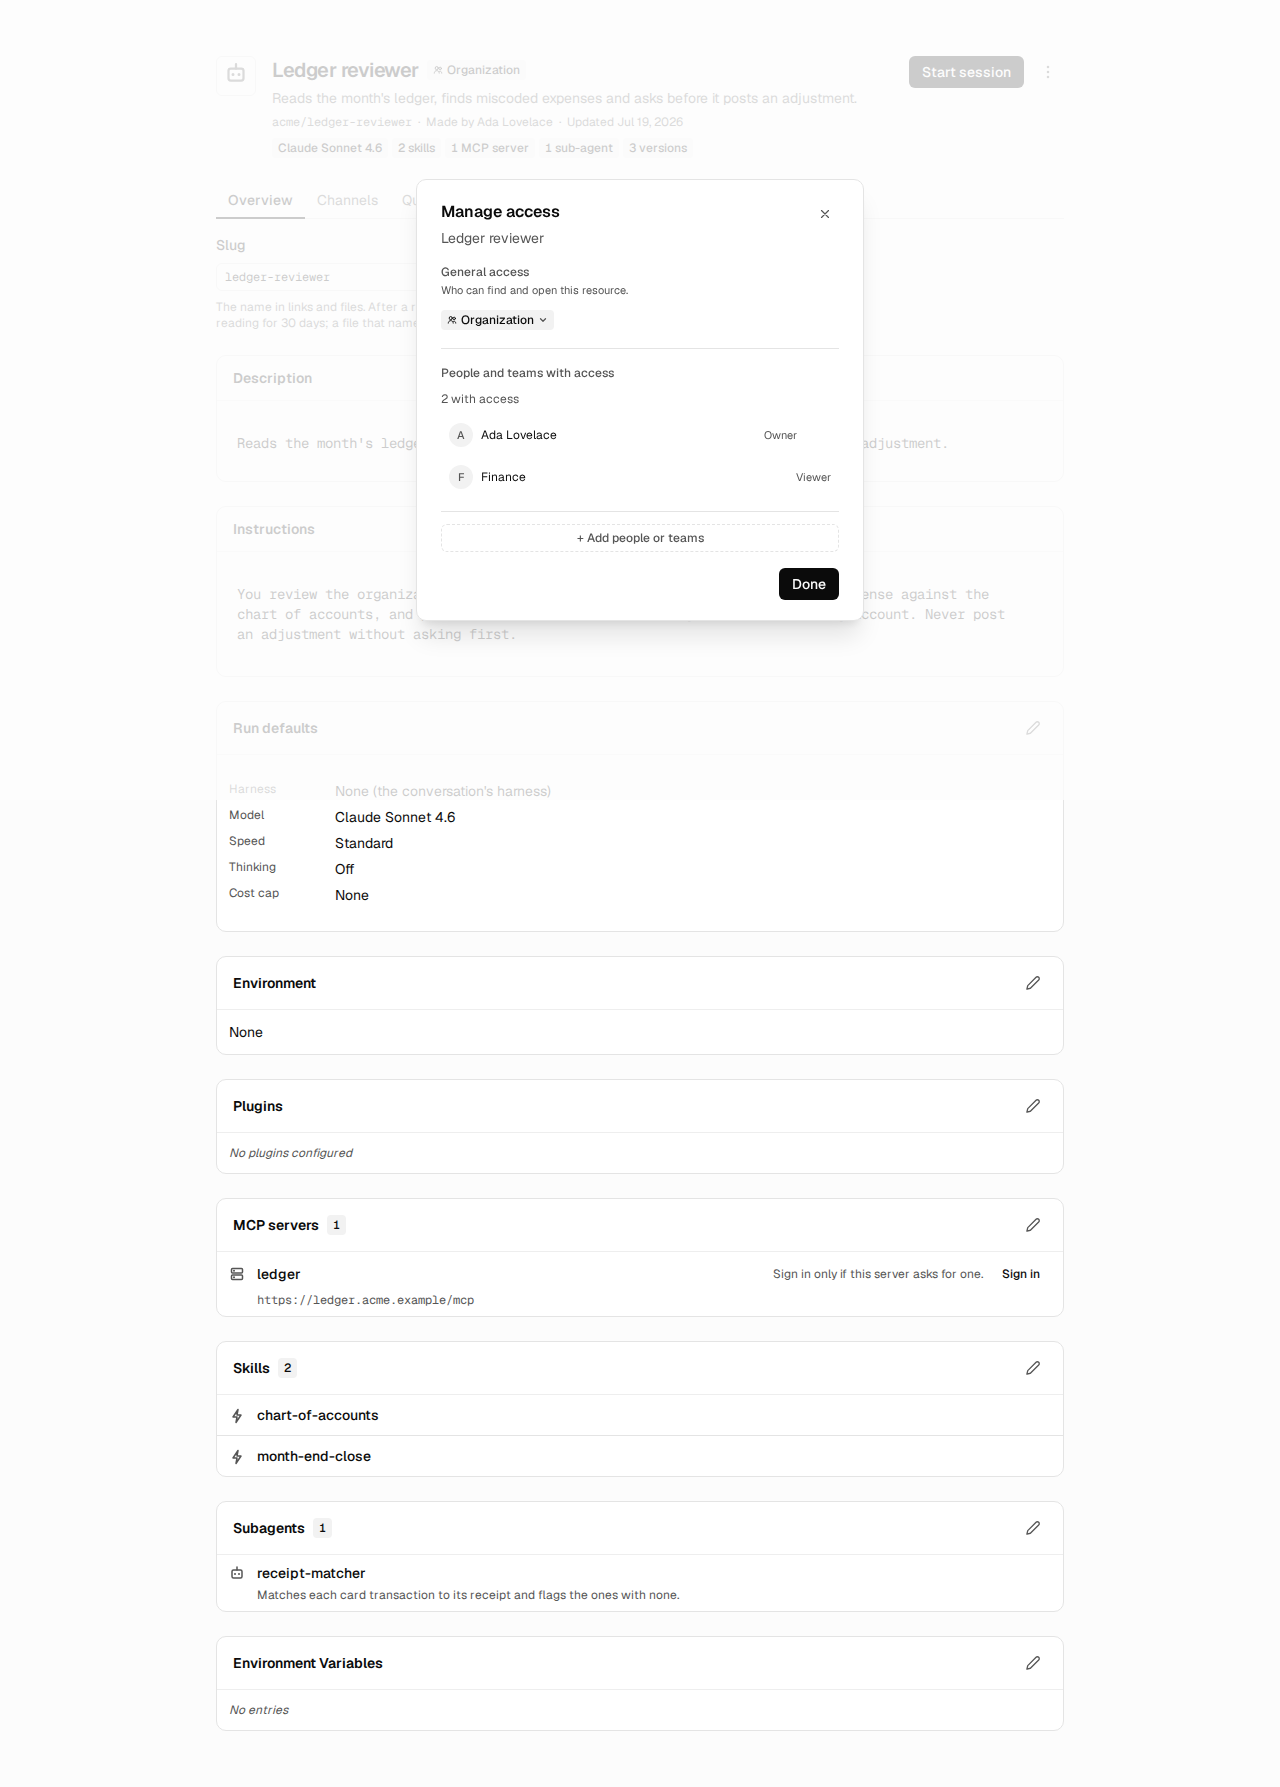 Ledger reviewer
Organization
Start session
Reads the month's ledger, finds miscoded expenses and asks before it posts an adjustment.
acme/ledger-reviewer · Made by Ada Lovelace · Updated Jul 19, 2026
Claude Sonnet 4.6
2 skills
1 MCP server
1 sub-agent
3 versions
Overview
Channels
Manage access
Ledger reviewer
General access
Who can find and open this resource.
Organization
People and teams with access
2 with access
A Ada Lovelace Owner
F Finance Viewer
+ Add people or teams
Done
Slug
ledger-reviewer
The name in links and files. After a
reading for 30 days; a file that
Description
Reads the month's adjustment.
Instructions
You review the against the
chart of accounts, and Never post
an adjustment without asking first.
Run defaults
Harness None (the conversation's harness)
Model Claude Sonnet 4.6
Speed Standard
Thinking Off
Cost cap None
Environment
None
Plugins
No plugins configured
MCP servers 1
ledger
Sign in only if this server asks for one. Sign in
https://ledger.acme.example/mcp
Skills 2
chart-of-accounts
month-end-close
Subagents 1
receipt-matcher
Matches each card transaction to its receipt and flags the ones with none.
Environment Variables
No entries